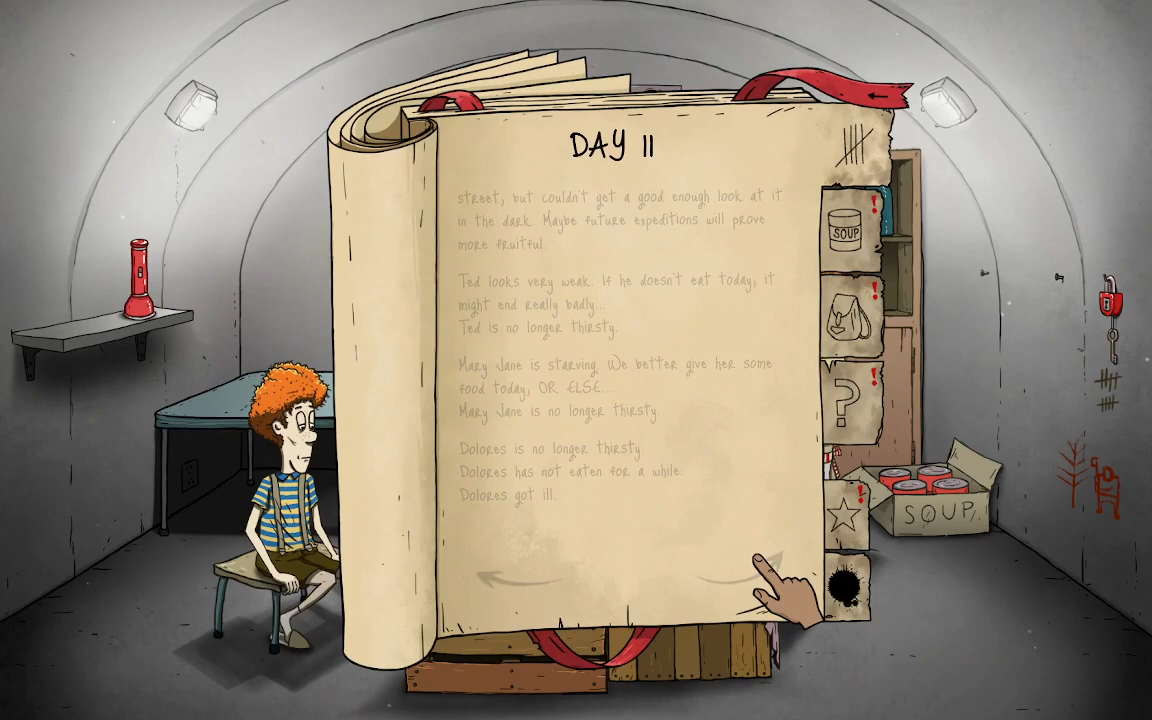 DAY 11
street, but couldn't get a good enough look at it
in the dark. Maybe future expeditions will prove
more fruitful.
Ted looks very weak. If he doesn't eat today, it
might end really badly...
Ted is no longer thirsty.
Mary Jane is starving. We better give her some
food today, OR ELSE...
Mary Jane is no longer thirsty.
Dolores is no longer thirsty.
Dolores has not eaten for a while.
Dolores got ill.
!
SOUP
!
!
?
!
SOUP